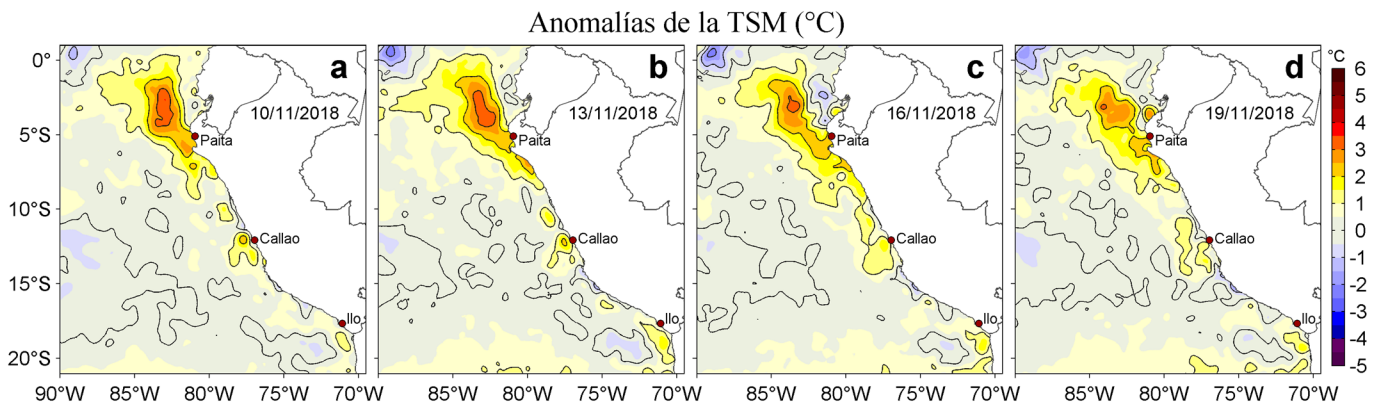 Anomalías de la TSM (°C)
a
10/11/2018
Paita
Callao
Ilo
b
13/11/2018
Paita
Callao
Ilo
c
16/11/2018
Paita
Callao
Ilo
d
19/11/2018
Paita
Callao
Ilo
0°
5°S
10°S
15°S
20°S
90°W 85°W 80°W 75°W 70°W
85°W 80°W 75°W 70°W
85°W 80°W 75°W 70°W
85°W 80°W 75°W 70°W
°C
6
5
4
3
2
1
0
-1
-2
-3
-4
-5